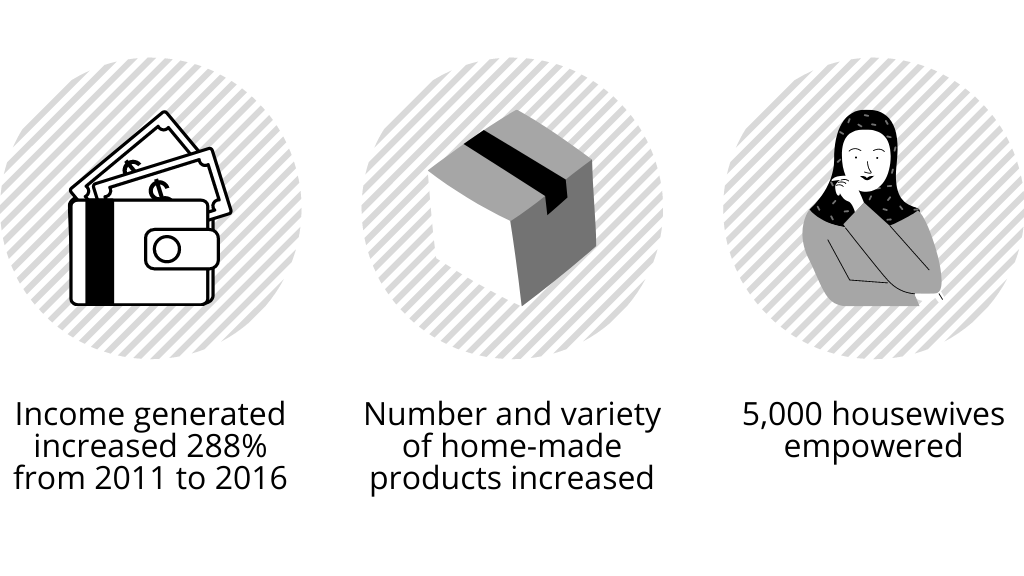 Income generated
increased 288%
from 2011 to 2016
Number and variety
of home-made
products increased
5,000 housewives
empowered